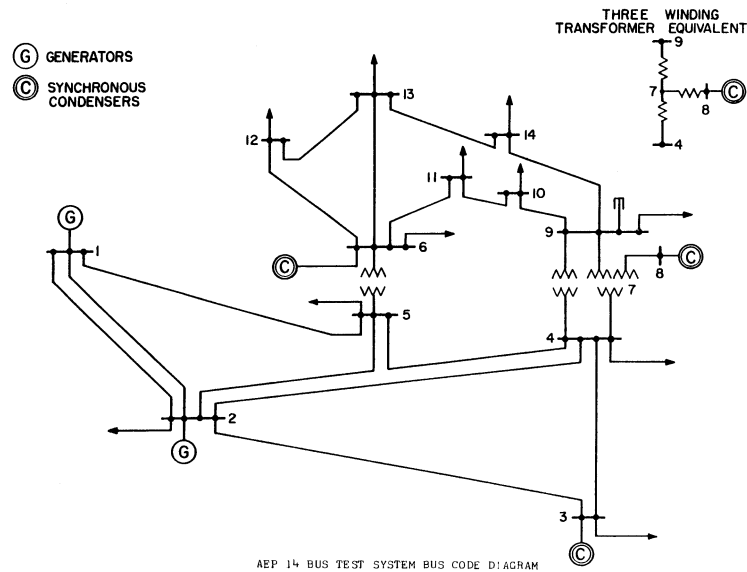 THREE WINDING
TRANSFORMER EQUIVALENT
9
7
C
8
4
G GENERATORS
C SYNCHRONOUS
CONDENSERS
13
12
14
11
10
G
1
6
9
C
C
8
7
5
4
2
G
3
C
AEP 14 BUS TEST SYSTEM BUS CODE DIAGRAM